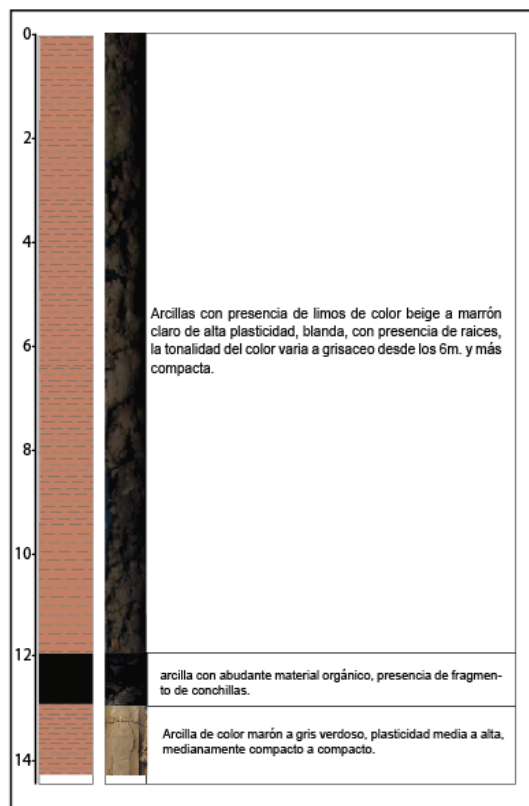 0
2
4
Arcillas con presencia de limos de color beige a marrón
claro de alta plasticidad, blanda, con presencia de raices,
la tonalidad del color varia a grisaceo desde los 6m. y más
compacta.
6
8
10
12
arcilla con abudante material orgánico, presencia de fragmen-
to de conchillas.
Arcilla de color marón a gris verdoso, plasticidad media a alta,
medianamente compacto a compacto.
14